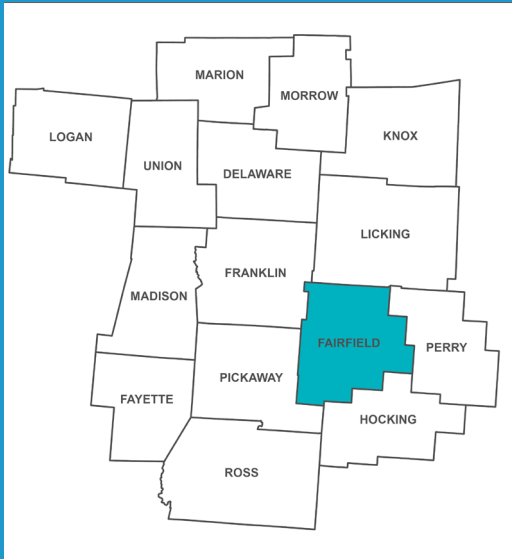 MARION
MORROW
LOGAN
KNOX
UNION
DELAWARE
LICKING
FRANKLIN
MADISON
FAIRFIELD
PERRY
PICKAWAY
FAYETTE
HOCKING
ROSS